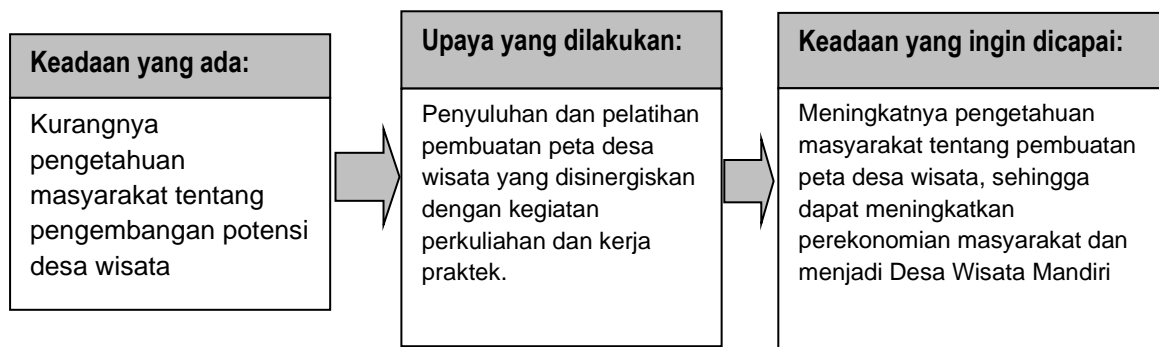 Keadaan yang ada:
Kurangnya
pengetahuan
masyarakat tentang
pengembangan potensi
desa wisata
Upaya yang dilakukan:
Penyuluhan dan pelatihan
pembuatan peta desa
wisata yang disinergiskan
dengan kegiatan
perkuliahan dan kerja
praktek.
Keadaan yang ingin dicapai:
Meningkatnya pengetahuan
masyarakat tentang pembuatan
peta desa wisata, sehingga
dapat meningkatkan
perekonomian masyarakat dan
menjadi Desa Wisata Mandiri